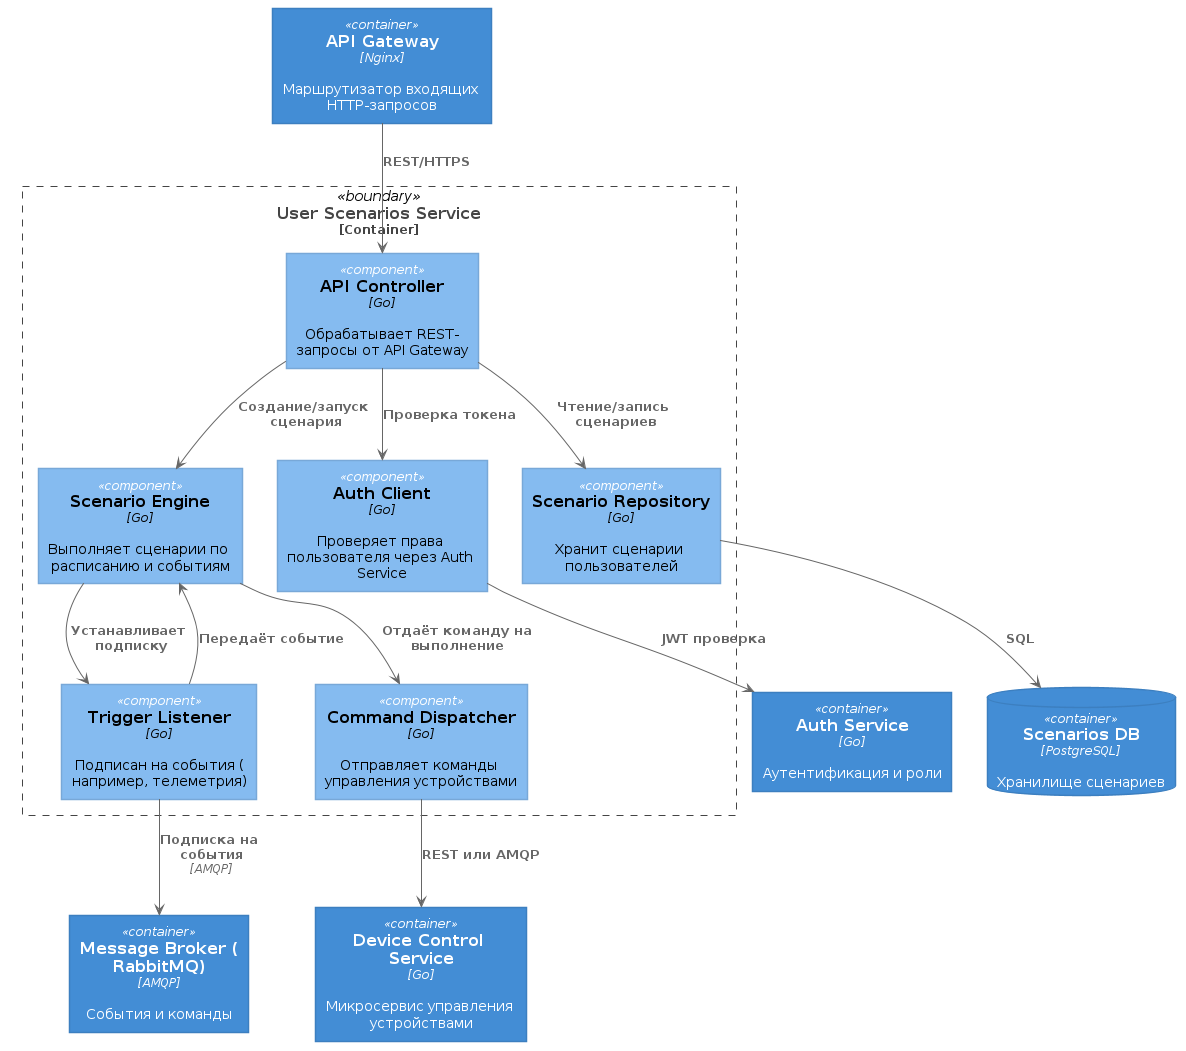 «container»
API Gateway
[Nginx]
Маршрутизатор входящих
HTTP-запросов
REST/HTTPS
«boundary»
User Scenarios Service
[Container]
«component»
API Controller
[Go]
Обрабатывает REST-
запросы от API Gateway
Создание/запуск
сценария
Проверка токена
Чтение/запись
сценариев
«component»
Scenario Engine
[Go]
Выполняет сценарии по
расписанию и событиям
«component»
Auth Client
[Go]
Проверяет права
пользователя через Auth
Service
«component»
Scenario Repository
[Go]
Хранит сценарии
пользователей
Устанавливает
подписку
Передаёт событие
Отдаёт команду на
выполнение
JWT проверка
SQL
«component»
Trigger Listener
[Go]
Подписан на события (
например, телеметрия)
«component»
Command Dispatcher
[Go]
Отправляет команды
управления устройствами
«container»
Auth Service
[Go]
Аутентификация и роли
«container»
Scenarios DB
[PostgreSQL]
Хранилище сценариев
Подписка на
события
[AMQP]
REST или AMQP
«container»
Message Broker (
RabbitMQ)
[AMQP]
События и команды
«container»
Device Control
Service
[Go]
Микросервис управления
устройствами